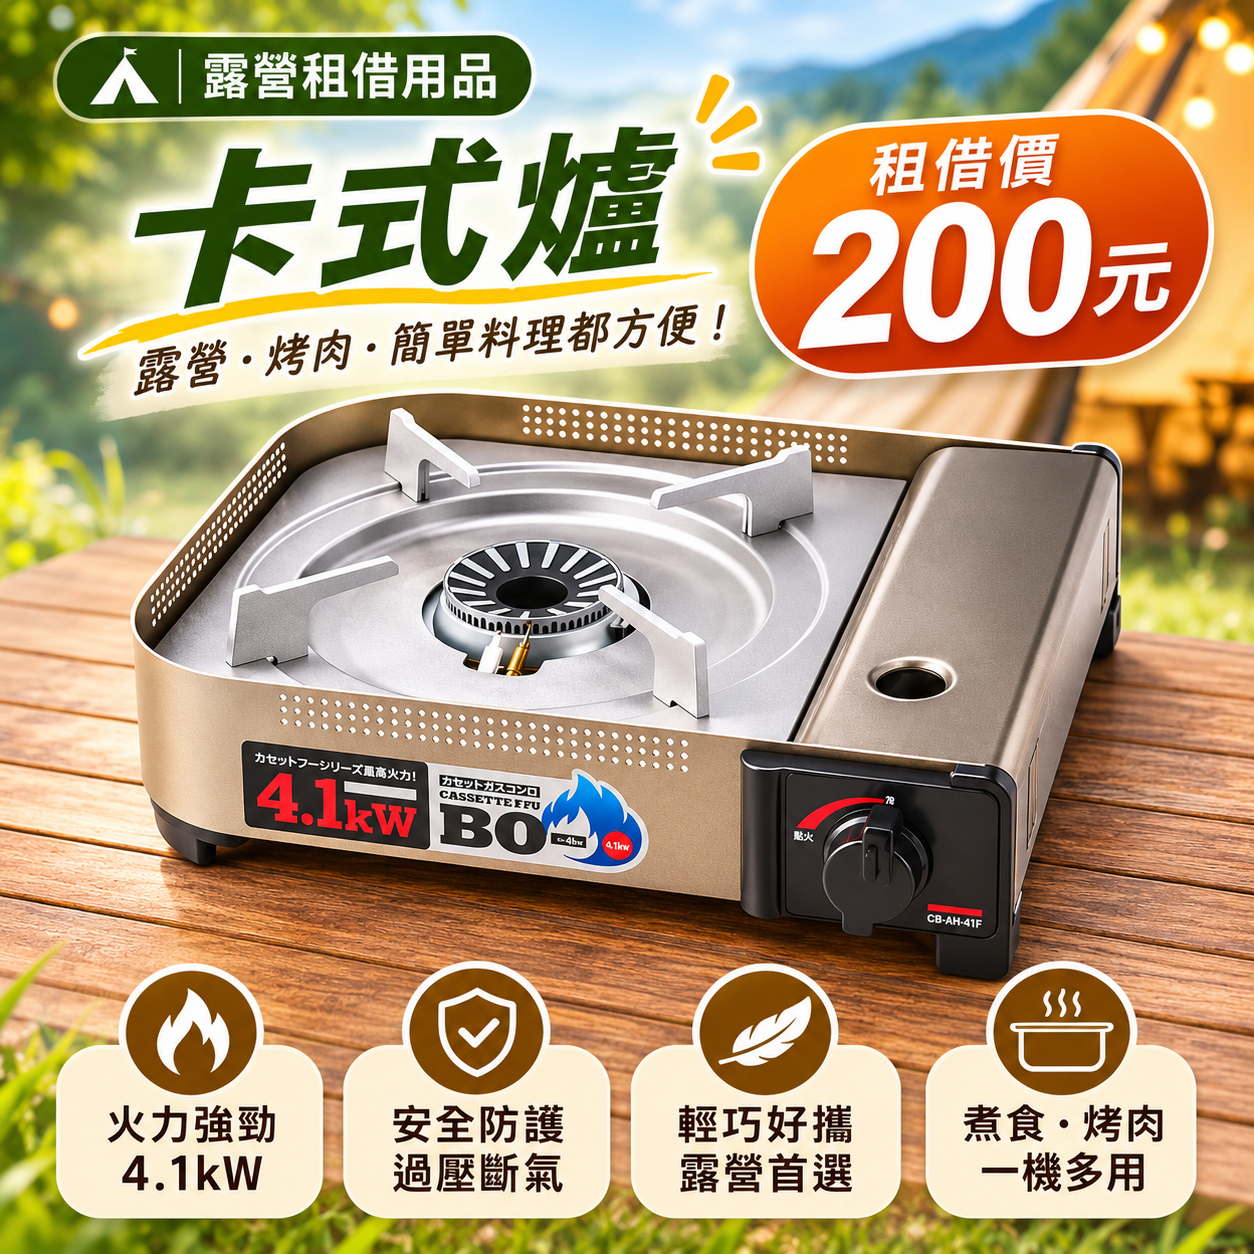 露營租借用品
卡式爐
露營・烤肉・簡單料理都方便！
租借價
200元
カセットフーシリーズ最高火力!
4.1kW
カセットガスコンロ
CASSETTE FFU
BO
4.1kW
點火
CB-AH-41F
火力強勁
4.1kW
安全防護
過壓斷氣
輕巧好攜
露營首選
煮食・烤肉
一機多用